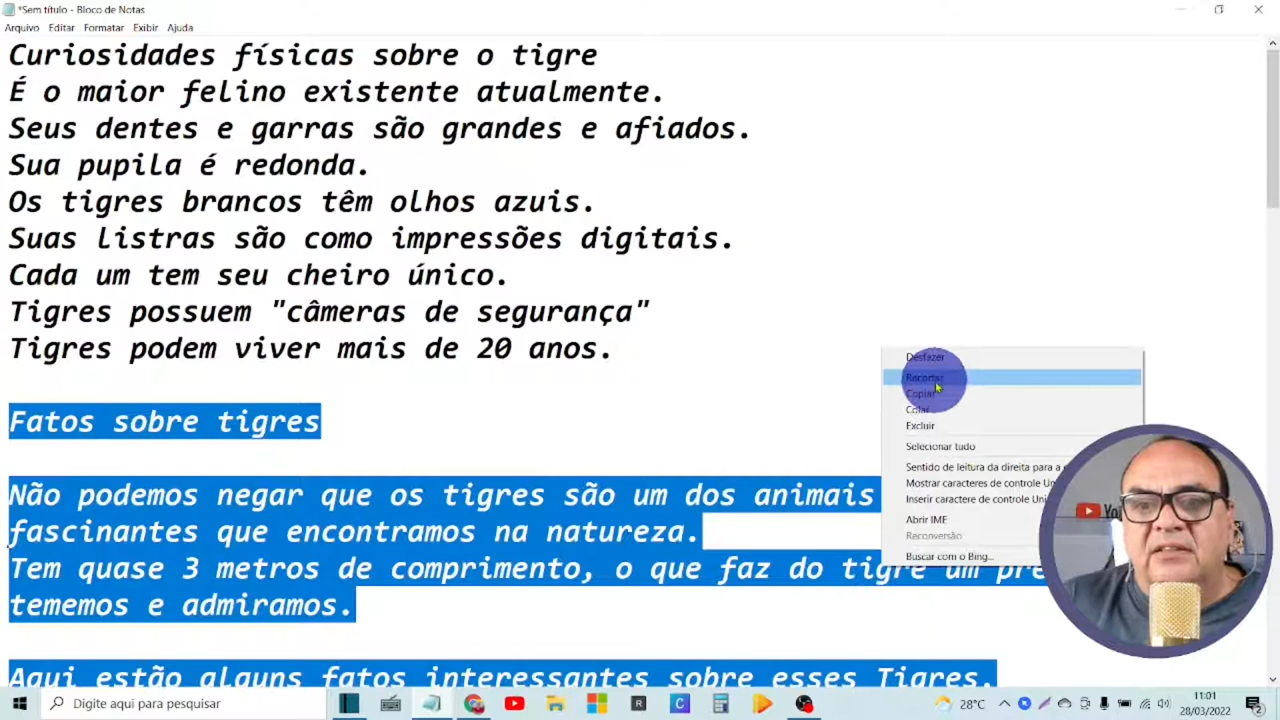 *Sem título - Bloco de Notas
Arquivo Editar Formatar Exibir Ajuda
Curiosidades físicas sobre o tigre
É o maior felino existente atualmente.
Seus dentes e garras são grandes e afiados.
Sua pupila é redonda.
Os tigres brancos têm olhos azuis.
Suas listras são como impressões digitais.
Cada um tem seu cheiro único.
Tigres possuem "câmeras de segurança"
Tigres podem viver mais de 20 anos.
Desfazer
Recortar
Copiar
Colar
Excluir
Selecionar tudo
Sentido de leitura da direita para a
Mostrar caracteres de controle
Inserir caractere de controle
Abrir IME
Reconversão
Buscar com o Bing...
Fatos sobre tigres
Não podemos negar que os tigres são um dos animais
fascinantes que encontramos na natureza.
Tem quase 3 metros de comprimento, o que faz do tigre um
tememos e admiramos.
Aqui estão alguns fatos interessantes sobre esses Tigres.
Digite aqui para pesquisar
28°C
11:01
28/03/2022
2